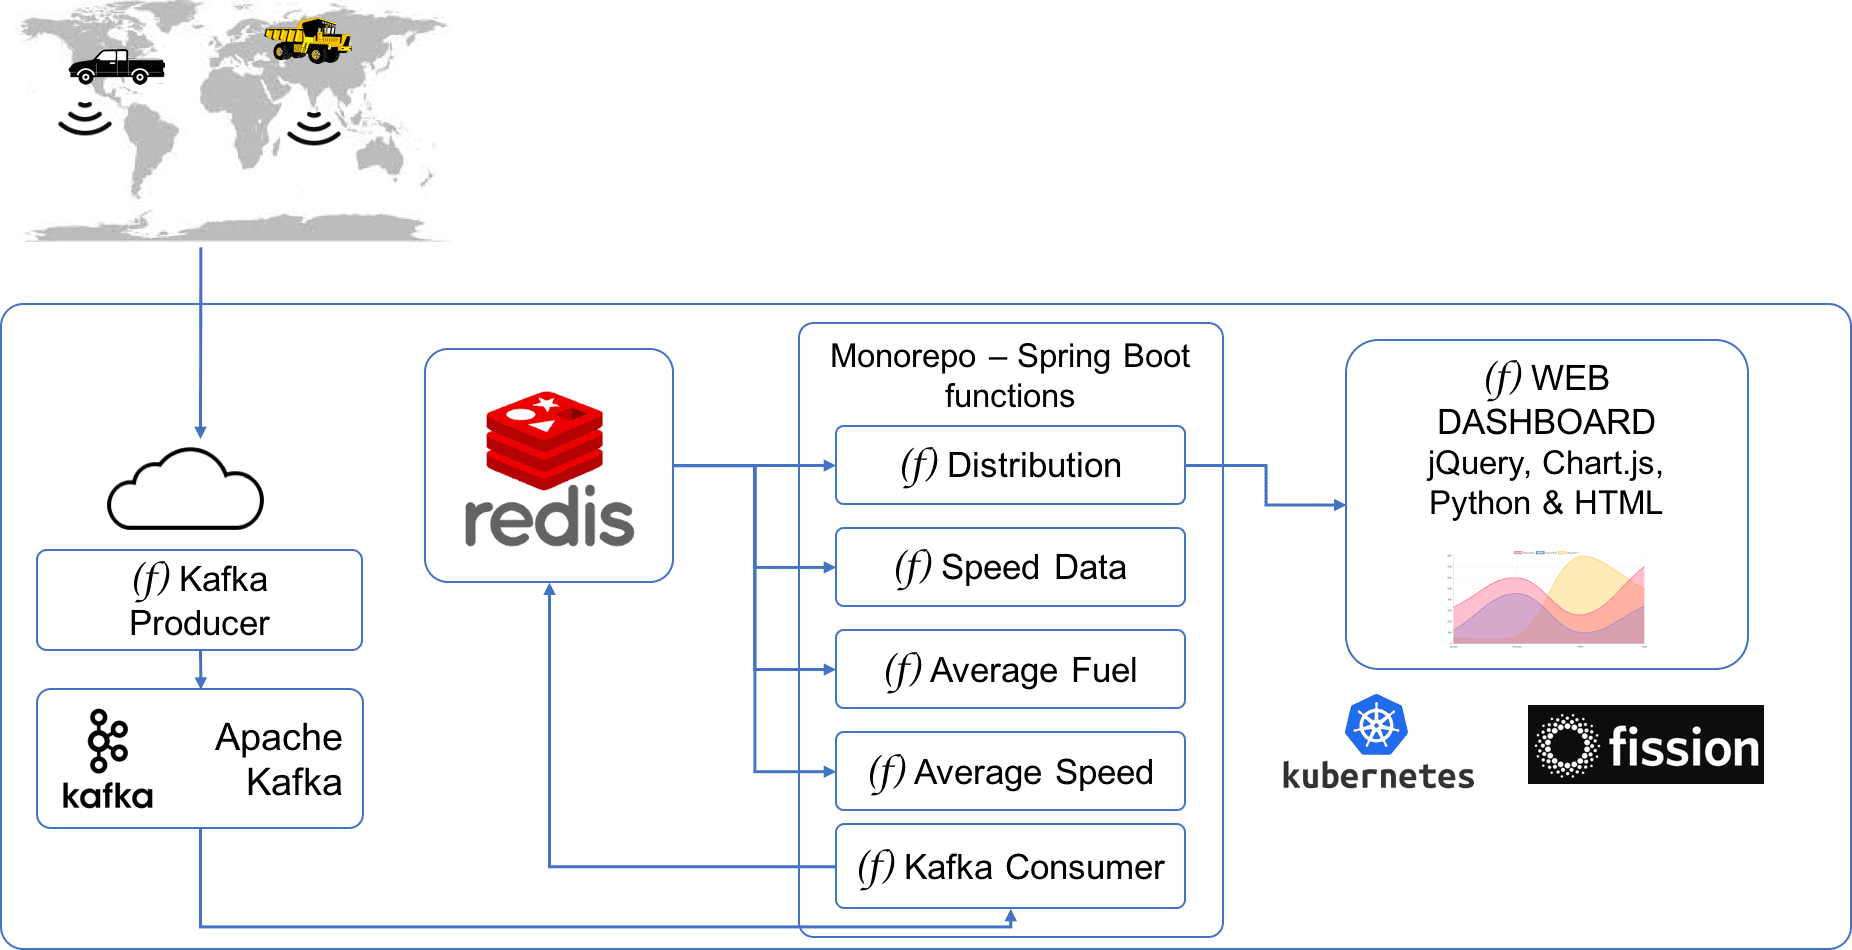 Monorepo – Spring Boot
functions
(f) WEB
DASHBOARD
jQuery, Chart.js,
Python & HTML
redis
(f) Distribution
(f) Speed Data
(f) Kafka
Producer
(f) Average Fuel
Apache
Kafka
kafka
(f) Average Speed
kubernetes
fission
(f) Kafka Consumer